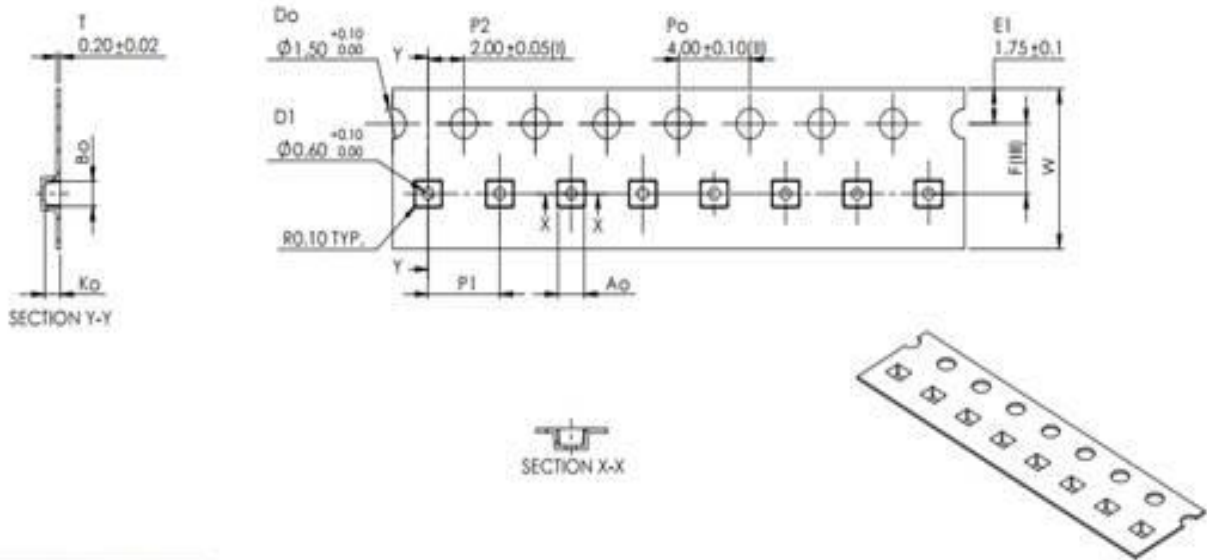 T
0.20±0.02
Do
Ø1.50 +0.10 0.00
P2
2.00±0.05(I)
Po
4.00±0.10(II)
E1
1.75±0.1
Y
D1
Ø0.60 +0.10 0.00
Bo
F(III)
W
X X
R0.10 TYP.
Y
P1
Ao
Ko
SECTION Y-Y
SECTION X-X